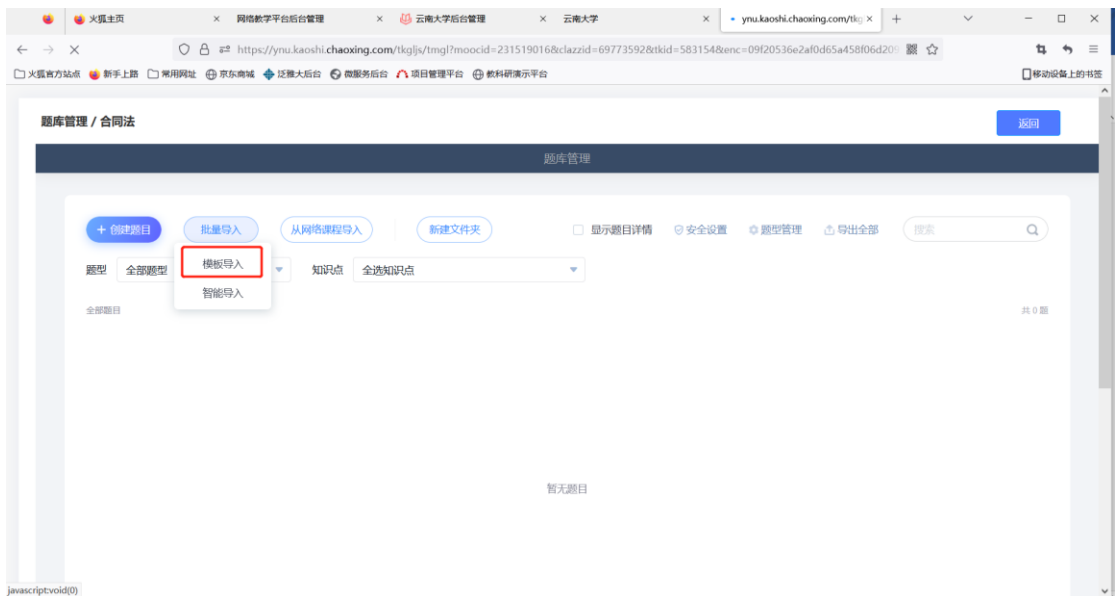 火狐主页 网络教学平台后台管理 云南大学后台管理 云南大学 ynu.kaoshi.chaoxing.com/tkg
https://ynu.kaoshi.chaoxing.com/tkgljs/tmgl?moocid=231519016&clazzid=69773592&tkid=583154&enc=09f20536e2af0d65a458f06d209
火狐官方站点 新手上路 常用网址 京东商城 泛雅大后台 微服务后台 项目管理平台 教科研演示平台 移动设备上的书签
题库管理 / 合同法 返回
题库管理
+ 创建题目 批量导入 从网络课程导入 新建文件夹 显示题目详情 安全设置 题型管理 导出全部 搜索
题型 全部题型 模板导入 知识点 全选知识点
智能导入
全部题目 共 0 题
暂无题目
javascript:void(0)